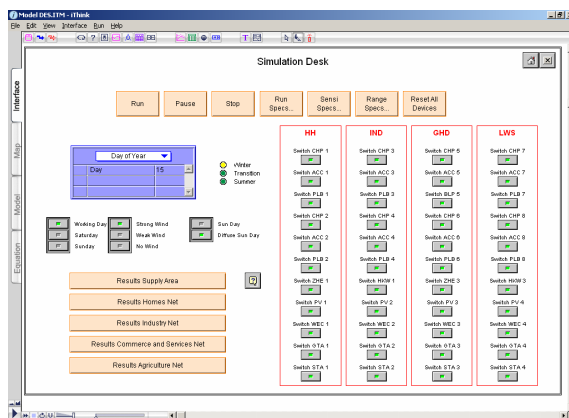 Model DES.ITM - iThink
File Edit View Interface Run Help
Interface
Map
Model
Equation
Simulation Desk
Run
Pause
Stop
Run Specs...
Sensi Specs...
Range Specs...
Reset All Devices
Day of Year
Day 15
Winter
Transition
Summer
Working Day Strong Wind Sun Day
Saturday Weak Wind Diffuse Sun Day
Sunday No Wind
Results Supply Area
Results Homes Net
Results Industry Net
Results Commerce and Services Net
Results Agriculture Net
HH IND GHD LWS
Switch CHP 1 Switch CHP 3 Switch CHP 5 Switch CHP 7
Switch ACC 1 Switch ACC 3 Switch ACC 5 Switch ACC 7
Switch PLB 1 Switch PLB 3 Switch BLP 5 Switch PLB 7
Switch CHP 2 Switch CHP 4 Switch CHP 6 Switch CHP 8
Switch ACC 2 Switch ACC 4 Switch ACC 6 Switch ACC 8
Switch PLB 2 Switch PLB 4 Switch PLB 6 Switch PLB 8
Switch ZHE 1 Switch HKW 1 Switch ZHE 3 Switch HKW 3
Switch PV 1 Switch PV 2 Switch PV 3 Switch PV 4
Switch WEC 1 Switch WEC 2 Switch WEC 3 Switch WEC 4
Switch GTA 1 Switch GTA 2 Switch GTA 3 Switch GTA 4
Switch STA 1 Switch STA 2 Switch STA 3 Switch STA 4